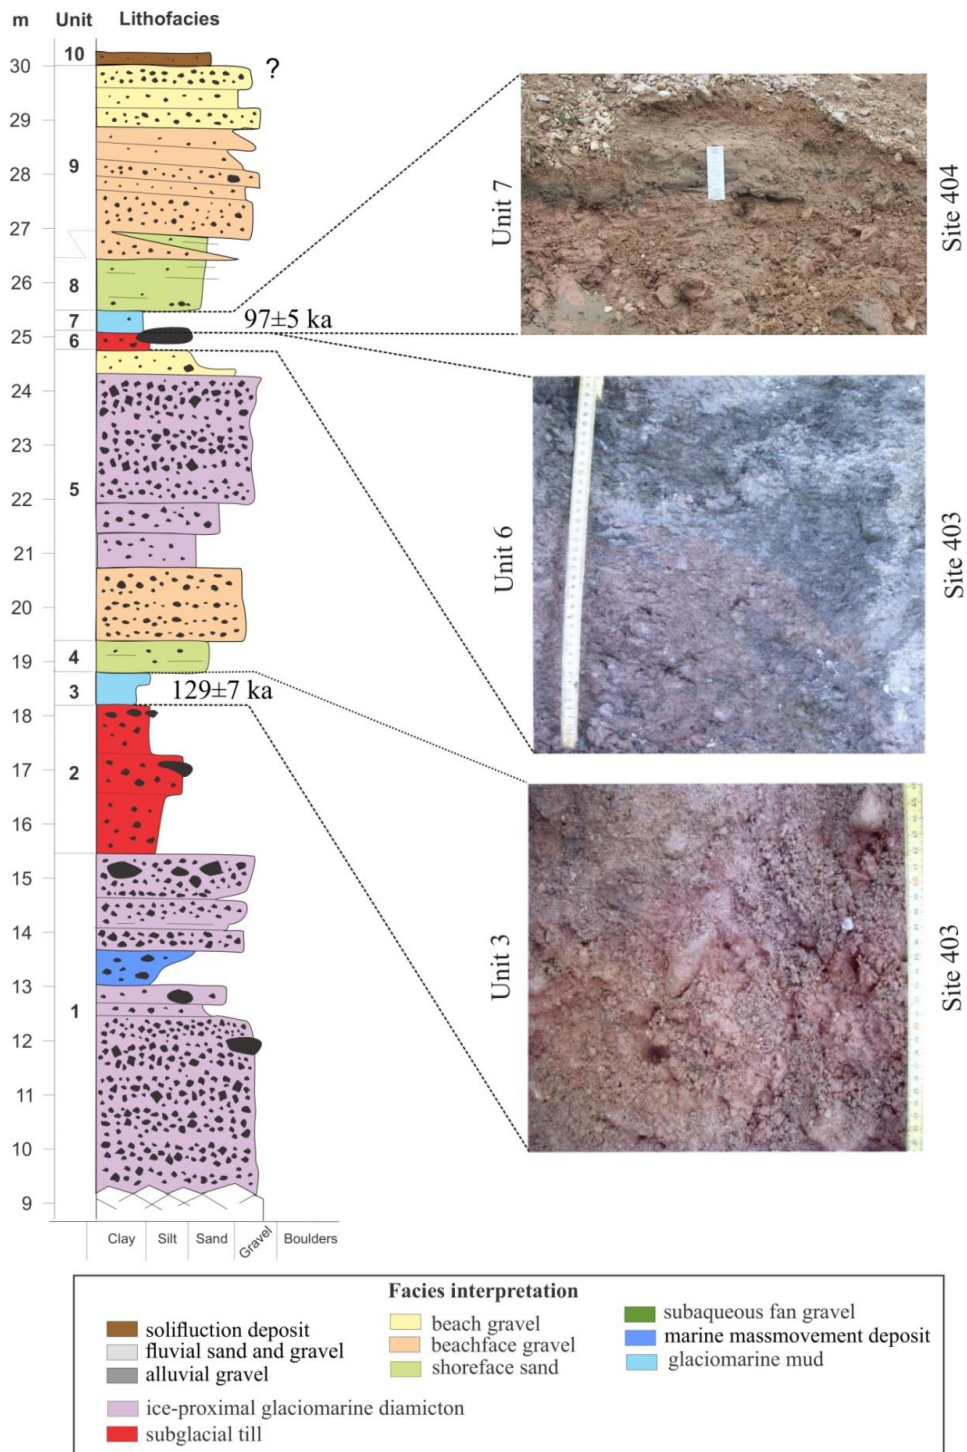 m Unit Lithofacies
10
30 ?
29
9
28
27
26
8
7
97±5 ka
25
6
24
23
5
22
21
20
19
4
3
129±7 ka
18
17
2
16
15
14
13
1
12
11
10
9
Clay Silt Sand Gravel Boulders
Unit 7
Site 404
Unit 6
Site 403
Unit 3
Site 403
Facies interpretation
solifluction deposit
fluvial sand and gravel
alluvial gravel
ice-proximal glaciomarine diamicton
subglacial till
beach gravel
beachface gravel
shoreface sand
subaqueous fan gravel
marine massmovement deposit
glaciomarine mud